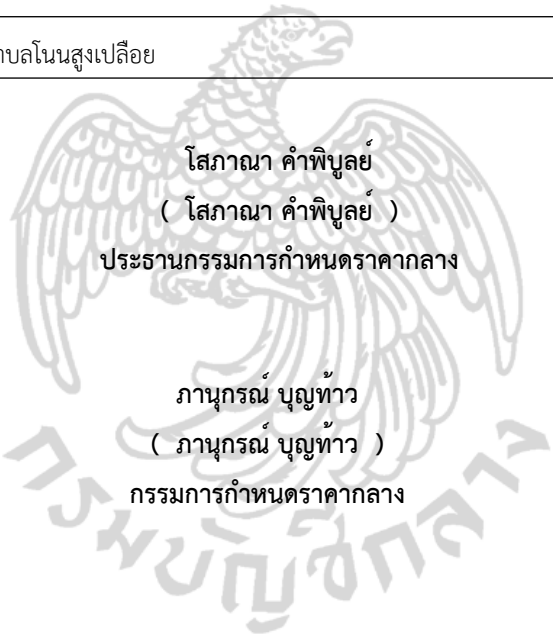 บลโนนสูงเปลือย
โสภาณา คำพิบูลย์
( โสภาณา คำพิบูลย์ )
ประธานกรรมการกำหนดราคากลาง
ภานุกรณ์ บุญท้าว
( ภานุกรณ์ บุญท้าว )
กรรมการกำหนดราคากลาง
กรมบัญชีกลาง